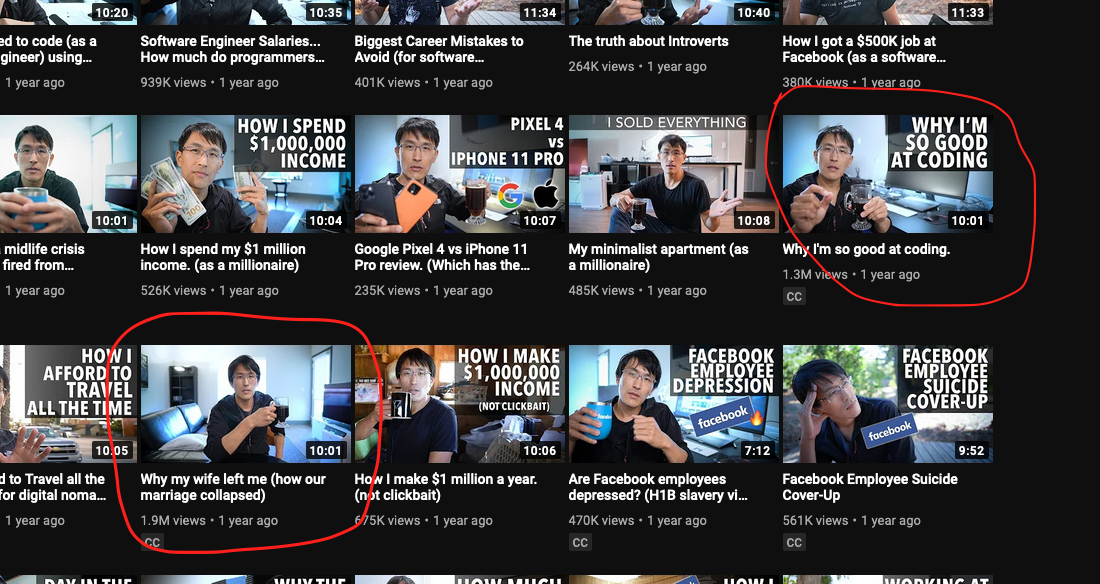 10:20
10:35
11:34
10:40
11:33
ed to code (as a
gineer) using...
1 year ago
Software Engineer Salaries...
How much do programmers...
939K views • 1 year ago
Biggest Career Mistakes to
Avoid (for software...
401K views • 1 year ago
The truth about Introverts
264K views • 1 year ago
How I got a $500K job at
Facebook (as a software...
380K views • 1 year ago
10:01
midlife crisis
fired from...
1 year ago
HOW I SPEND
$1,000,000
INCOME
10:04
How I spend my $1 million
income. (as a millionaire)
526K views • 1 year ago
PIXEL 4
VS
IPHONE 11 PRO
G
10:07
Google Pixel 4 vs iPhone 11
Pro review. (Which has the...
235K views • 1 year ago
I SOLD EVERYTHING
10:08
My minimalist apartment (as
a millionaire)
485K views • 1 year ago
WHY I'M
SO GOOD
AT CODING
10:01
Why I'm so good at coding.
1.3M views • 1 year ago
CC
HOW I
AFFORD TO
TRAVEL
ALL THE TIME
10:05
d to Travel all the
for digital noma...
1 year ago
10:01
Why my wife left me (how our
marriage collapsed)
1.9M views • 1 year ago
CC
HOW I MAKE
$1,000,000
INCOME
(NOT CLICKBAIT)
10:06
How I make $1 million a year.
(not clickbait)
675K views • 1 year ago
FACEBOOK
EMPLOYEE
DEPRESSION
facebook
7:12
Are Facebook employees
depressed? (H1B slavery vi...
470K views • 1 year ago
CC
FACEBOOK
EMPLOYEE
SUICIDE
COVER-UP
facebook
9:52
Facebook Employee Suicide
Cover-Up
561K views • 1 year ago
CC
DAY IN THE
WHY THE
HOW MUCH
HOW I
WORKING AT